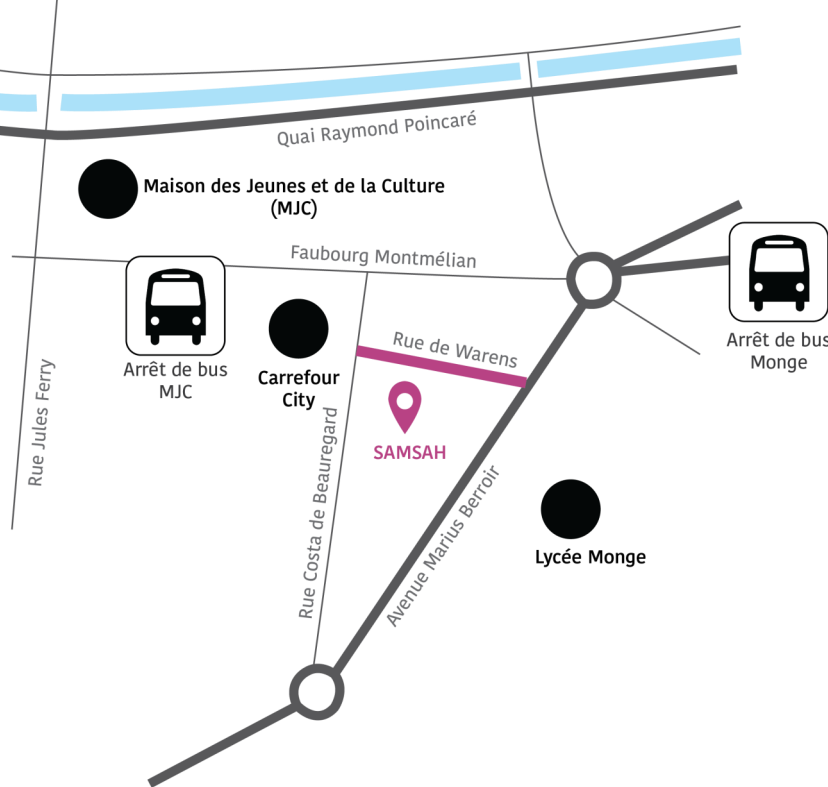 Quai Raymond Poincaré
Maison des Jeunes et de la Culture
(MJC)
Faubourg Montmélian
Arrêt de bus
MJC
Carrefour
City
Rue de Warens
Arrêt de bus
Monge
Rue Jules Ferry
SAMSAH
Rue Costa de Beauregard
Avenue Marius Berroir
Lycée Monge